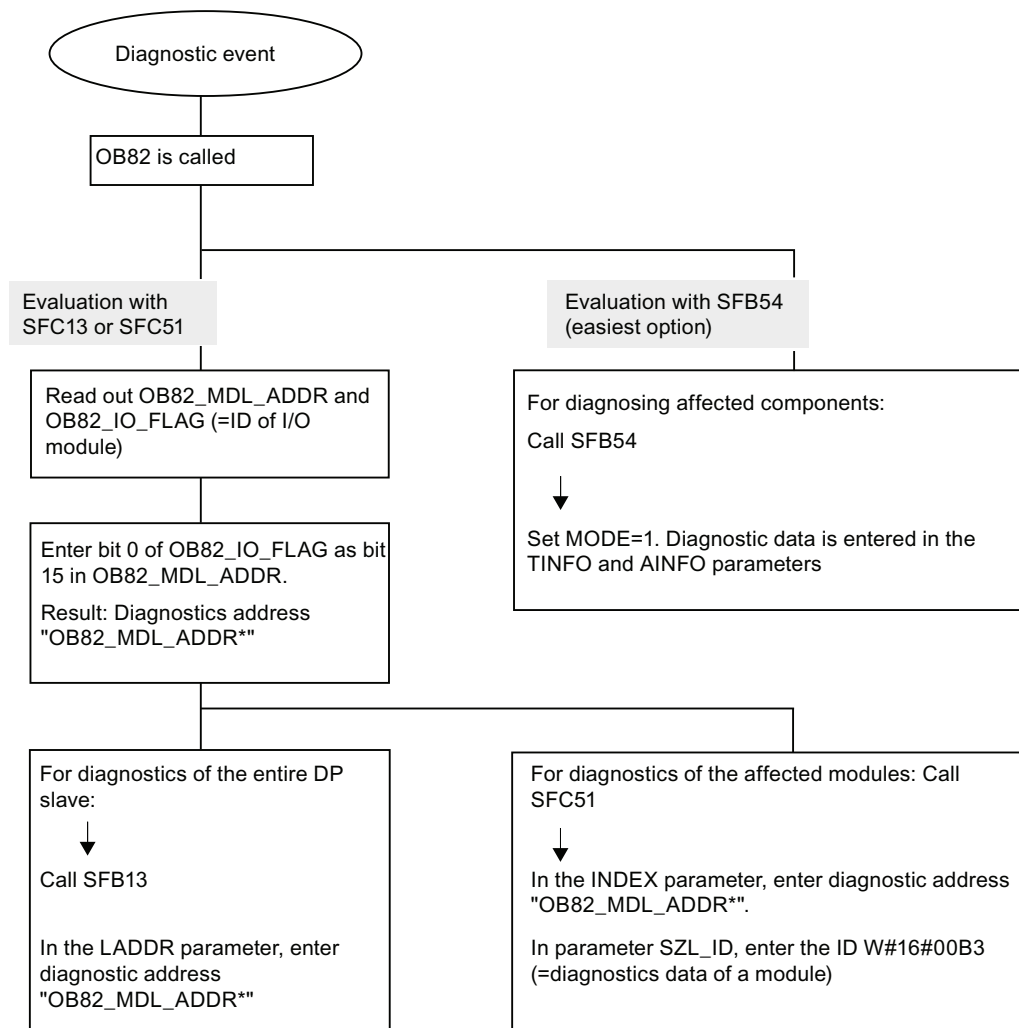 Diagnostic event
OB82 is called
Evaluation with
SFC13 or SFC51
Evaluation with SFB54
(easiest option)
Read out OB82_MDL_ADDR and
OB82_IO_FLAG (=ID of I/O
module)
For diagnosing affected components:
Call SFB54
Set MODE=1. Diagnostic data is entered in the
TINFO and AINFO parameters
Enter bit 0 of OB82_IO_FLAG as bit
15 in OB82_MDL_ADDR.
Result: Diagnostics address
"OB82_MDL_ADDR*"
For diagnostics of the entire DP
slave:
Call SFB13
In the LADDR parameter, enter
diagnostic address
"OB82_MDL_ADDR*"
For diagnostics of the affected modules: Call
SFC51
In the INDEX parameter, enter diagnostic address
"OB82_MDL_ADDR*".
In parameter SZL_ID, enter the ID W#16#00B3
(=diagnostics data of a module)